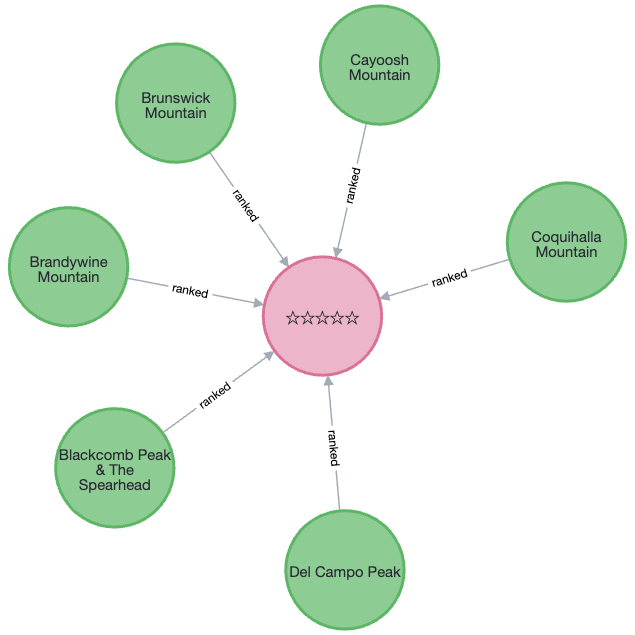 Cayoosh
Mountain
Brunswick
Mountain
ranked
ranked
Coquihalla
Mountain
Brandywine
Mountain
ranked
ranked
☆☆☆☆☆
ranked
Blackcomb Peak
& The
Spearhead
ranked
Del Campo Peak